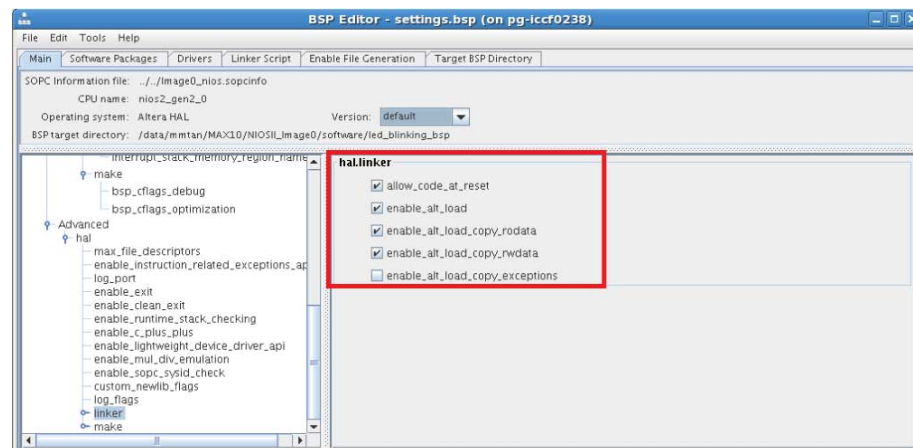 BSP Editor - settings.bsp (on pg-iccf0238)
File Edit Tools Help
Main Software Packages Drivers Linker Script Enable File Generation Target BSP Directory
SOPC Information file: ../../Image0_nios.sopcinfo
CPU name: nios2_gen2_0
Operating system: Altera HAL Version: default
BSP target directory: /data/mmtan/MAX10/NIOSII_Image0/software/led_blinking_bsp
interrupt_stack_memory_region_name
make
bsp_cflags_debug
bsp_cflags_optimization
Advanced
hal
max_file_descriptors
enable_instruction_related_exceptions_ap
log_port
enable_exit
enable_clean_exit
enable_runtime_stack_checking
enable_c_plus_plus
enable_lightweight_device_driver_api
enable_mul_div_emulation
enable_sopc_sysid_check
custom_newlib_flags
log_flags
linker
make
hal.linker
allow_code_at_reset
enable_alt_load
enable_alt_load_copy_rodata
enable_alt_load_copy_rwdata
enable_alt_load_copy_exceptions